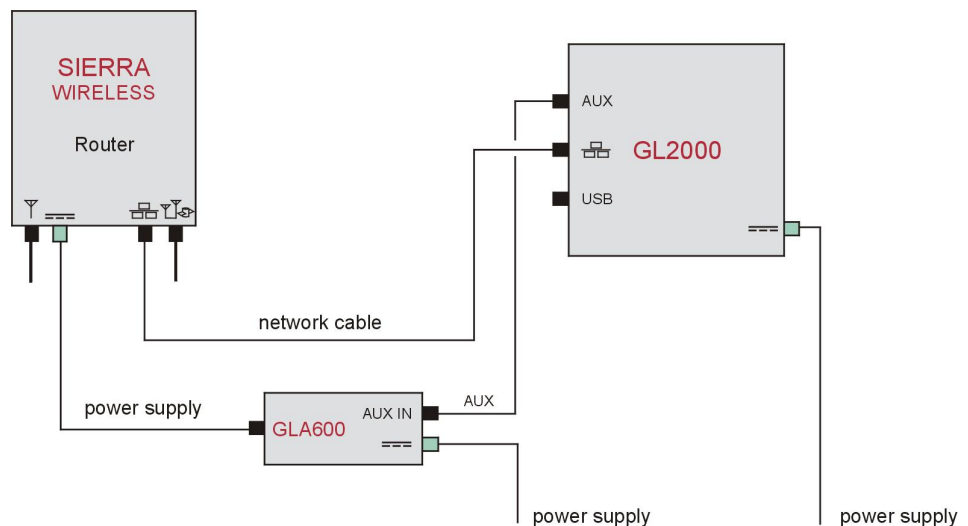 SIERRA
WIRELESS
Router
AUX
GL2000
USB
network cable
power supply
GLA600
AUX IN
AUX
power supply
power supply